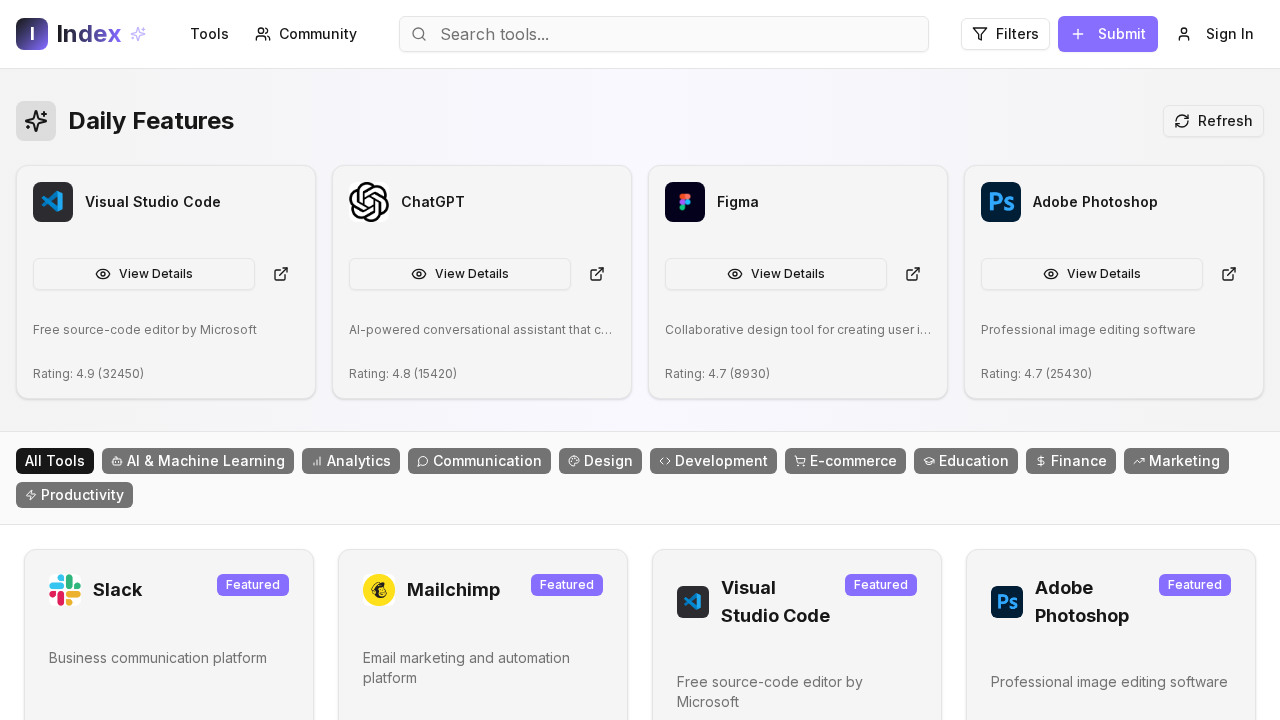 I Index Tools Community Search tools... Filters Submit Sign In
Daily Features Refresh
Visual Studio Code ChatGPT Figma Ps Adobe Photoshop
View Details View Details View Details View Details
Free source-code editor by Microsoft AI-powered conversational assistant that c... Collaborative design tool for creating user i... Professional image editing software
Rating: 4.9 (32450) Rating: 4.8 (15420) Rating: 4.7 (8930) Rating: 4.7 (25430)
All Tools AI & Machine Learning Analytics Communication Design Development E-commerce Education Finance Marketing
Productivity
Slack Featured
Business communication platform
Mailchimp Featured
Email marketing and automation
platform
Visual
Studio Code
Featured
Free source-code editor by
Microsoft
Ps
Adobe
Photoshop
Featured
Professional image editing software